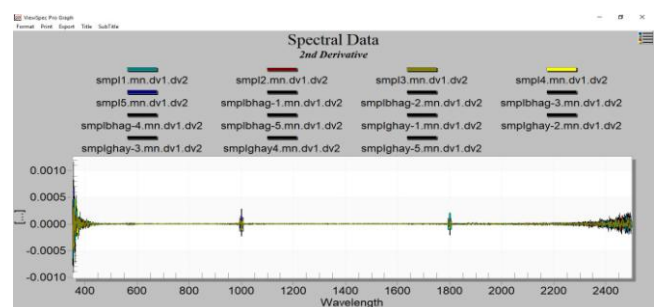 ViewSpec Pro Graph
Format Print Export Title SubTitle
Spectral Data
2nd Derivative
smpl1.mn.dv1.dv2 smpl2.mn.dv1.dv2 smpl3.mn.dv1.dv2 smpl4.mn.dv1.dv2
smpl5.mn.dv1.dv2 smplbhag-1.mn.dv1.dv2 smplbhag-2.mn.dv1.dv2 smplbhag-3.mn.dv1.dv2
smplbhag-4.mn.dv1.dv2 smplbhag-5.mn.dv1.dv2 smplghay-1.mn.dv1.dv2 smplghay-2.mn.dv1.dv2
smplghay-3.mn.dv1.dv2 smplghay4.mn.dv1.dv2 smplghay-5.mn.dv1.dv2
0.0010
0.0005
[...]
0.0000
-0.0005
-0.0010
400 600 800 1000 1200 1400 1600 1800 2000 2200 2400
Wavelength